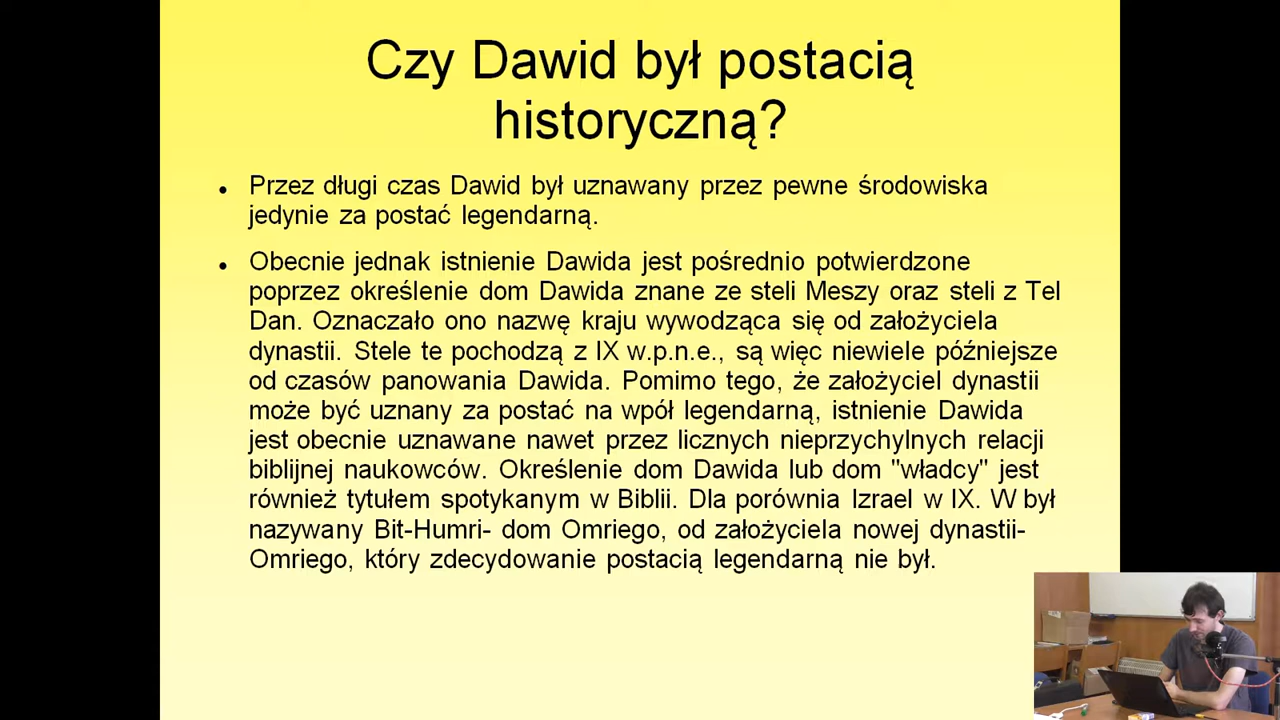 Czy Dawid był postacią
historyczną?
• Przez długi czas Dawid był uznawany przez pewne środowiska
jedynie za postać legendarną.
• Obecnie jednak istnienie Dawida jest pośrednio potwierdzone
poprzez określenie dom Dawida znane ze steli Meszy oraz steli z Tel
Dan. Oznaczało ono nazwę kraju wywodząca się od założyciela
dynastii. Stele te pochodzą z IX w.p.n.e., są więc niewiele późniejsze
od czasów panowania Dawida. Pomimo tego, że założyciel dynastii
może być uznany za postać na wpół legendarną, istnienie Dawida
jest obecnie uznawane nawet przez licznych nieprzychylnych relacji
biblijnej naukowców. Określenie dom Dawida lub dom "władcy" jest
również tytułem spotykanym w Biblii. Dla porównia Izrael w IX. W był
nazywany Bit-Humri- dom Omriego, od założyciela nowej dynastii-
Omriego, który zdecydowanie postacią legendarną nie był.